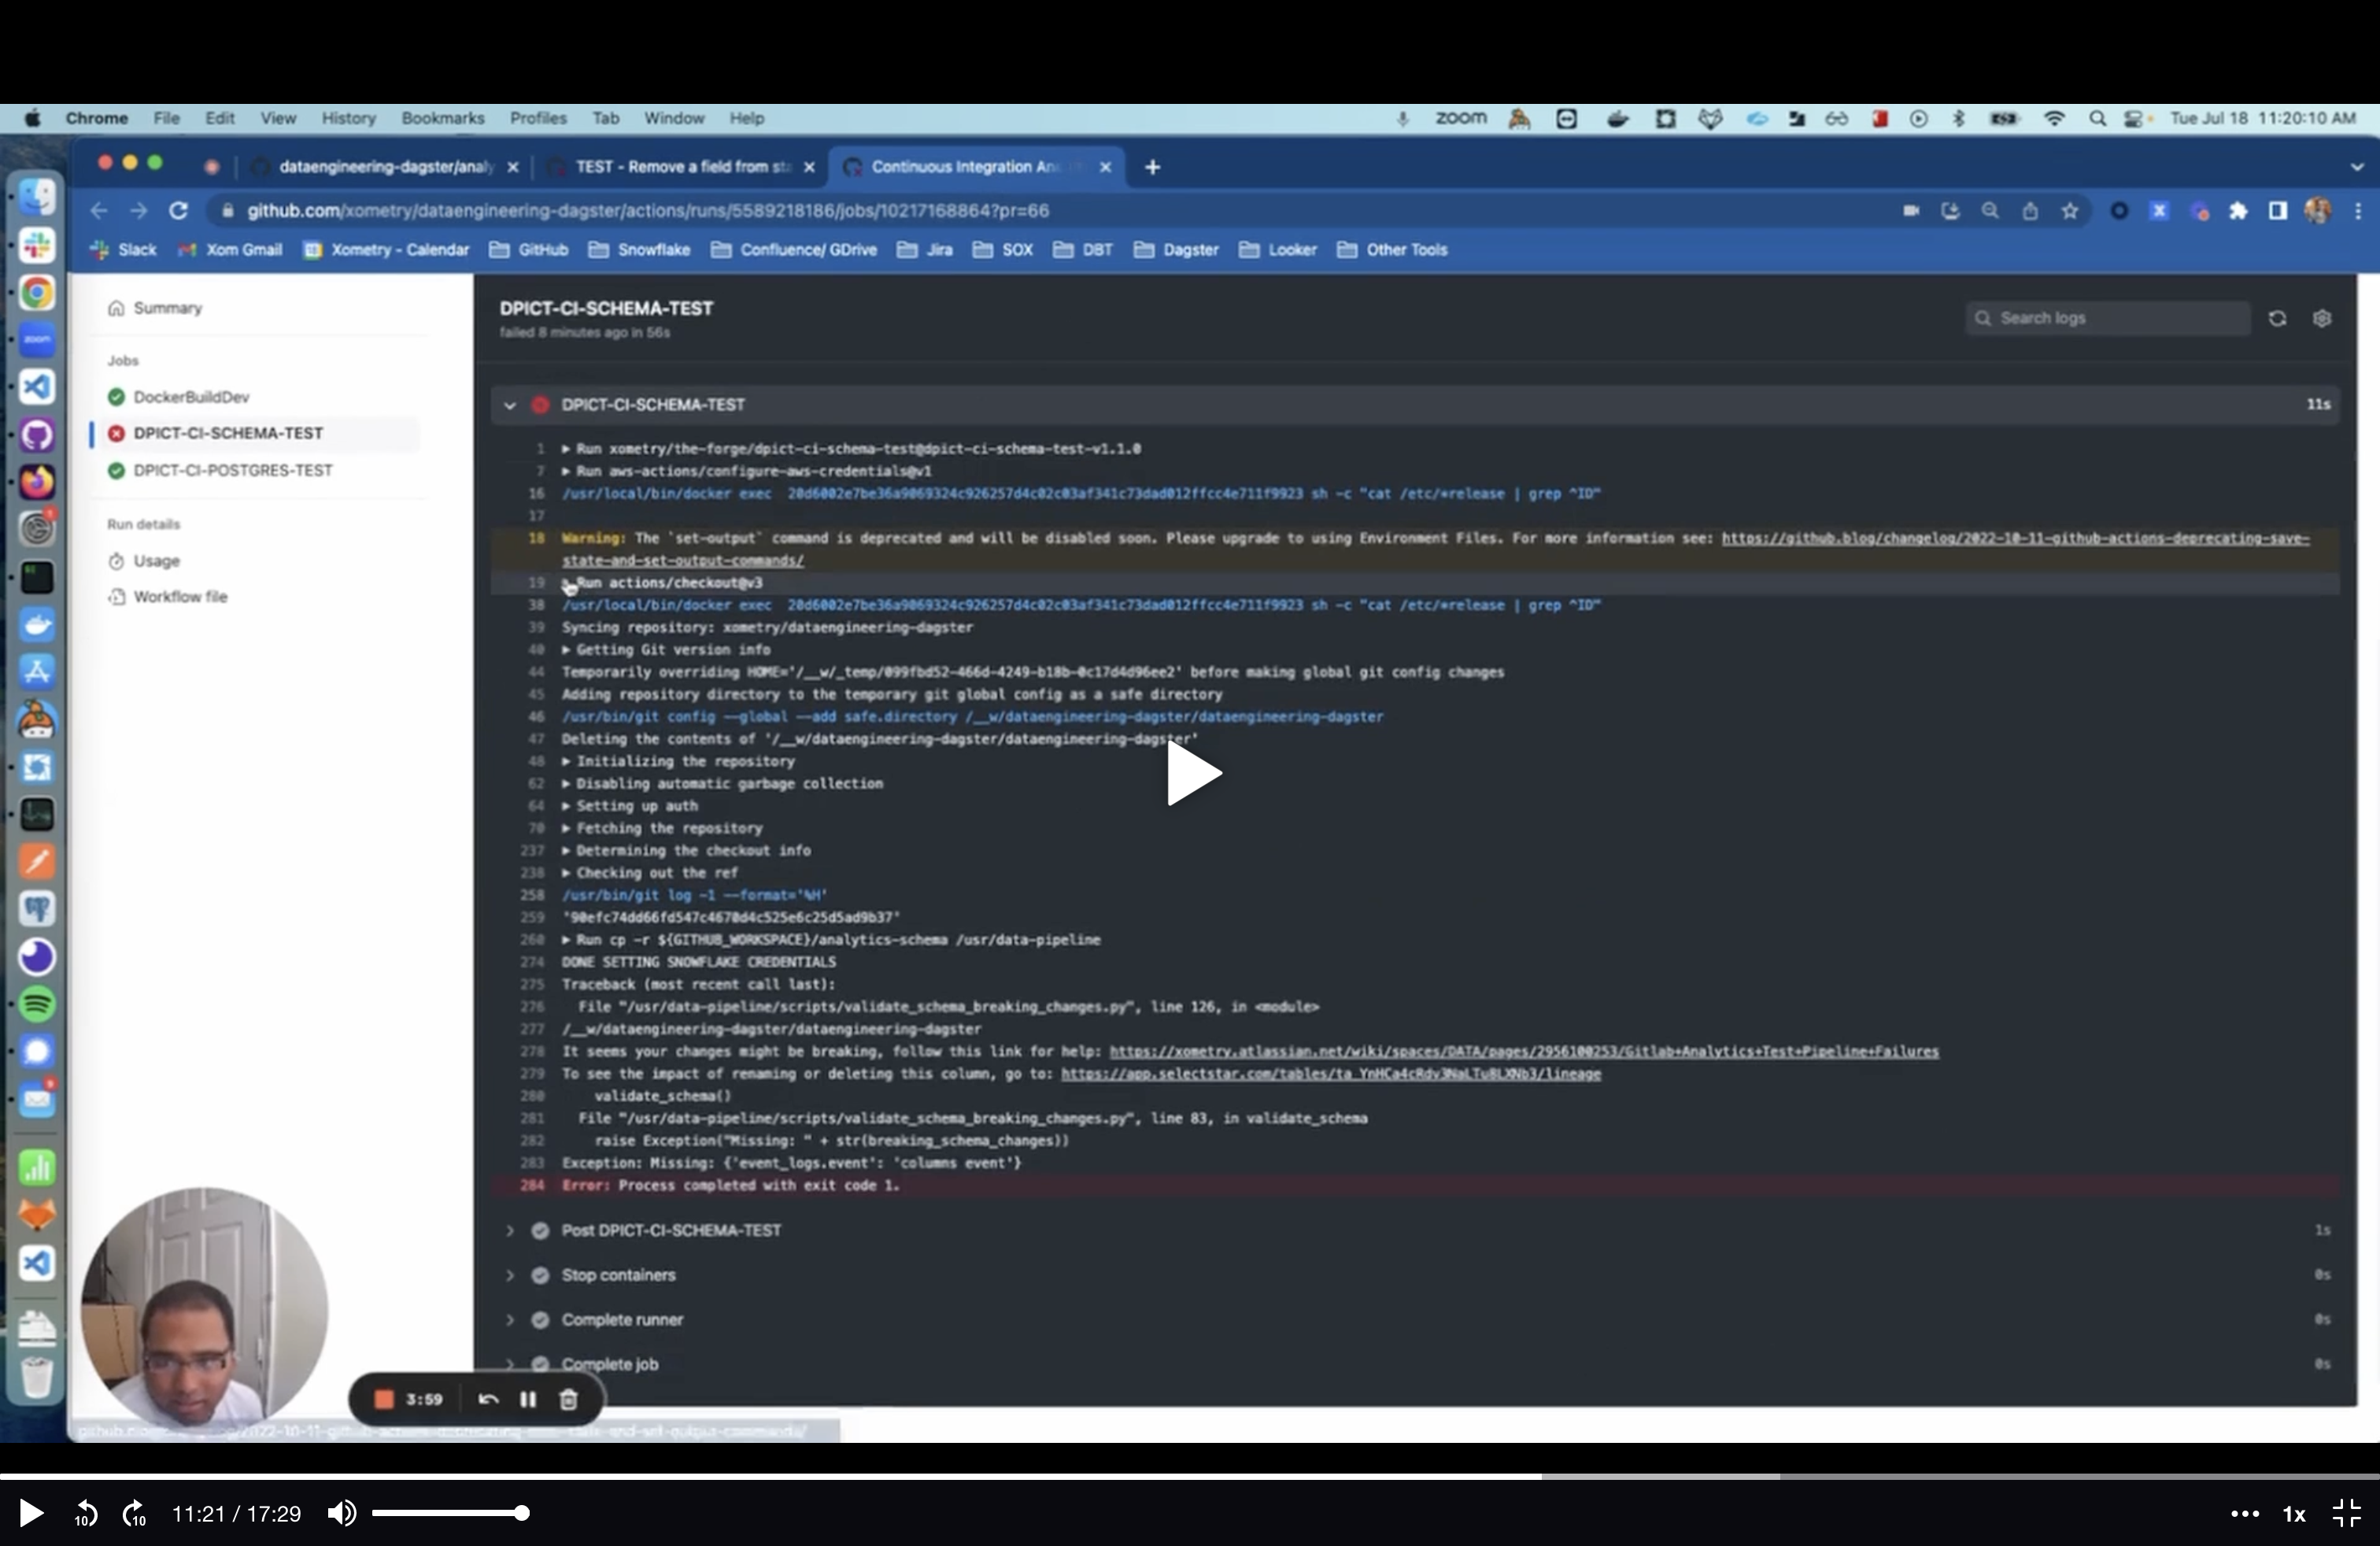 Chrome File Edit View History Bookmarks Profiles Tab Window Help zoom Tue Jul 18 11:20:10 AM
dataengineering-dagster/analy TEST - Remove a field from sta Continuous Integration Ana
github.com/xometry/dataengineering-dagster/actions/runs/5589218186/jobs/10217168864?pr=66
Slack Xom Gmail Xometry - Calendar GitHub Snowflake Confluence/ GDrive Jira SOX DBT Dagster Looker Other Tools
Summary
Jobs
DockerBuildDev
DPICT-CI-SCHEMA-TEST
DPICT-CI-POSTGRES-TEST
Run details
Usage
Workflow file
DPICT-CI-SCHEMA-TEST
failed 8 minutes ago in 56s
Search logs
DPICT-CI-SCHEMA-TEST 11s
1 Run xometry/the-forge/dpict-ci-schema-test@dpict-ci-schema-test-v1.1.0
7 Run aws-actions/configure-aws-credentials@v1
16 /usr/local/bin/docker exec 20d6002e7be36a9069324c926257d4c02c03af341c73dad012ffcc4e711f9923 sh -c "cat /etc/*release | grep ^ID"
17
18 Warning: The `set-output` command is deprecated and will be disabled soon. Please upgrade to using Environment Files. For more information see: https://github.blog/changelog/2022-10-11-github-actions-deprecating-save-
state-and-set-output-commands/
19 Run actions/checkout@v3
38 /usr/local/bin/docker exec 20d6002e7be36a9069324c926257d4c02c03af341c73dad012ffcc4e711f9923 sh -c "cat /etc/*release | grep ^ID"
39 Syncing repository: xometry/dataengineering-dagster
40 Getting Git version info
44 Temporarily overriding HOME='/__w/_temp/099fbd52-466d-4249-b18b-0c17d4d96ee2' before making global git config changes
45 Adding repository directory to the temporary git global config as a safe directory
46 /usr/bin/git config --global --add safe.directory /__w/dataengineering-dagster/dataengineering-dagster
47 Deleting the contents of '/__w/dataengineering-dagster/dataengineering-dagster'
48 Initializing the repository
62 Disabling automatic garbage collection
64 Setting up auth
70 Fetching the repository
237 Determining the checkout info
238 Checking out the ref
258 /usr/bin/git log -1 --format='%H'
259 '90efc74dd66fd547c4670d4c525e6c25d5ad9b37'
260 Run cp -r ${GITHUB_WORKSPACE}/analytics-schema /usr/data-pipeline
274 DONE SETTING SNOWFLAKE CREDENTIALS
275 Traceback (most recent call last):
276 File "/usr/data-pipeline/scripts/validate_schema_breaking_changes.py", line 126, in <module>
277 /__w/dataengineering-dagster/dataengineering-dagster
278 It seems your changes might be breaking, follow this link for help: https://xometry.atlassian.net/wiki/spaces/DATA/pages/2956100253/Gitlab+Analytics+Test+Pipeline+Failures
279 To see the impact of renaming or deleting this column, go to: https://app.selectstar.com/tables/ta_YnHCa4cRdv3NaLTu8LXNb3/lineage
280 validate_schema()
281 File "/usr/data-pipeline/scripts/validate_schema_breaking_changes.py", line 83, in validate_schema
282 raise Exception("Missing: " + str(breaking_schema_changes))
283 Exception: Missing: {'event_logs.event': 'columns event'}
284 Error: Process completed with exit code 1.
Post DPICT-CI-SCHEMA-TEST 1s
Stop containers 0s
Complete runner 0s
Complete job 0s
3:59
11:21 / 17:29 1x